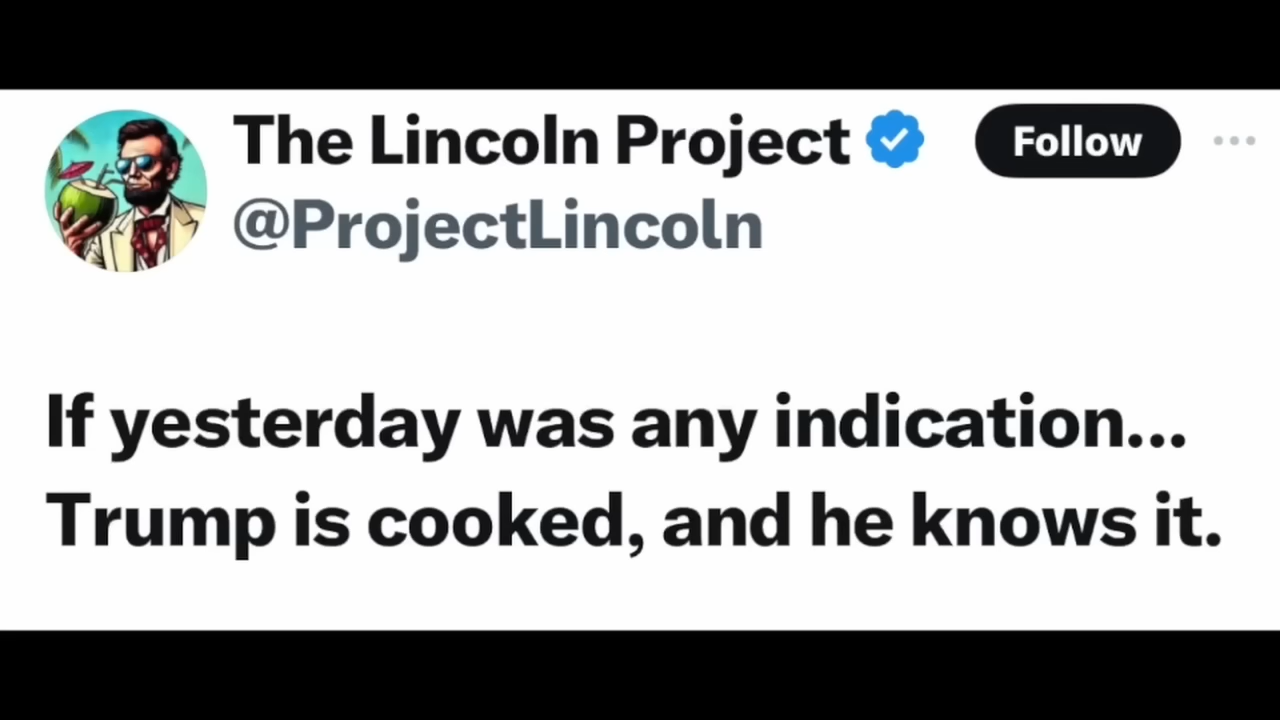 The Lincoln Project
Follow
@ProjectLincoln
If yesterday was any indication...
Trump is cooked, and he knows it.